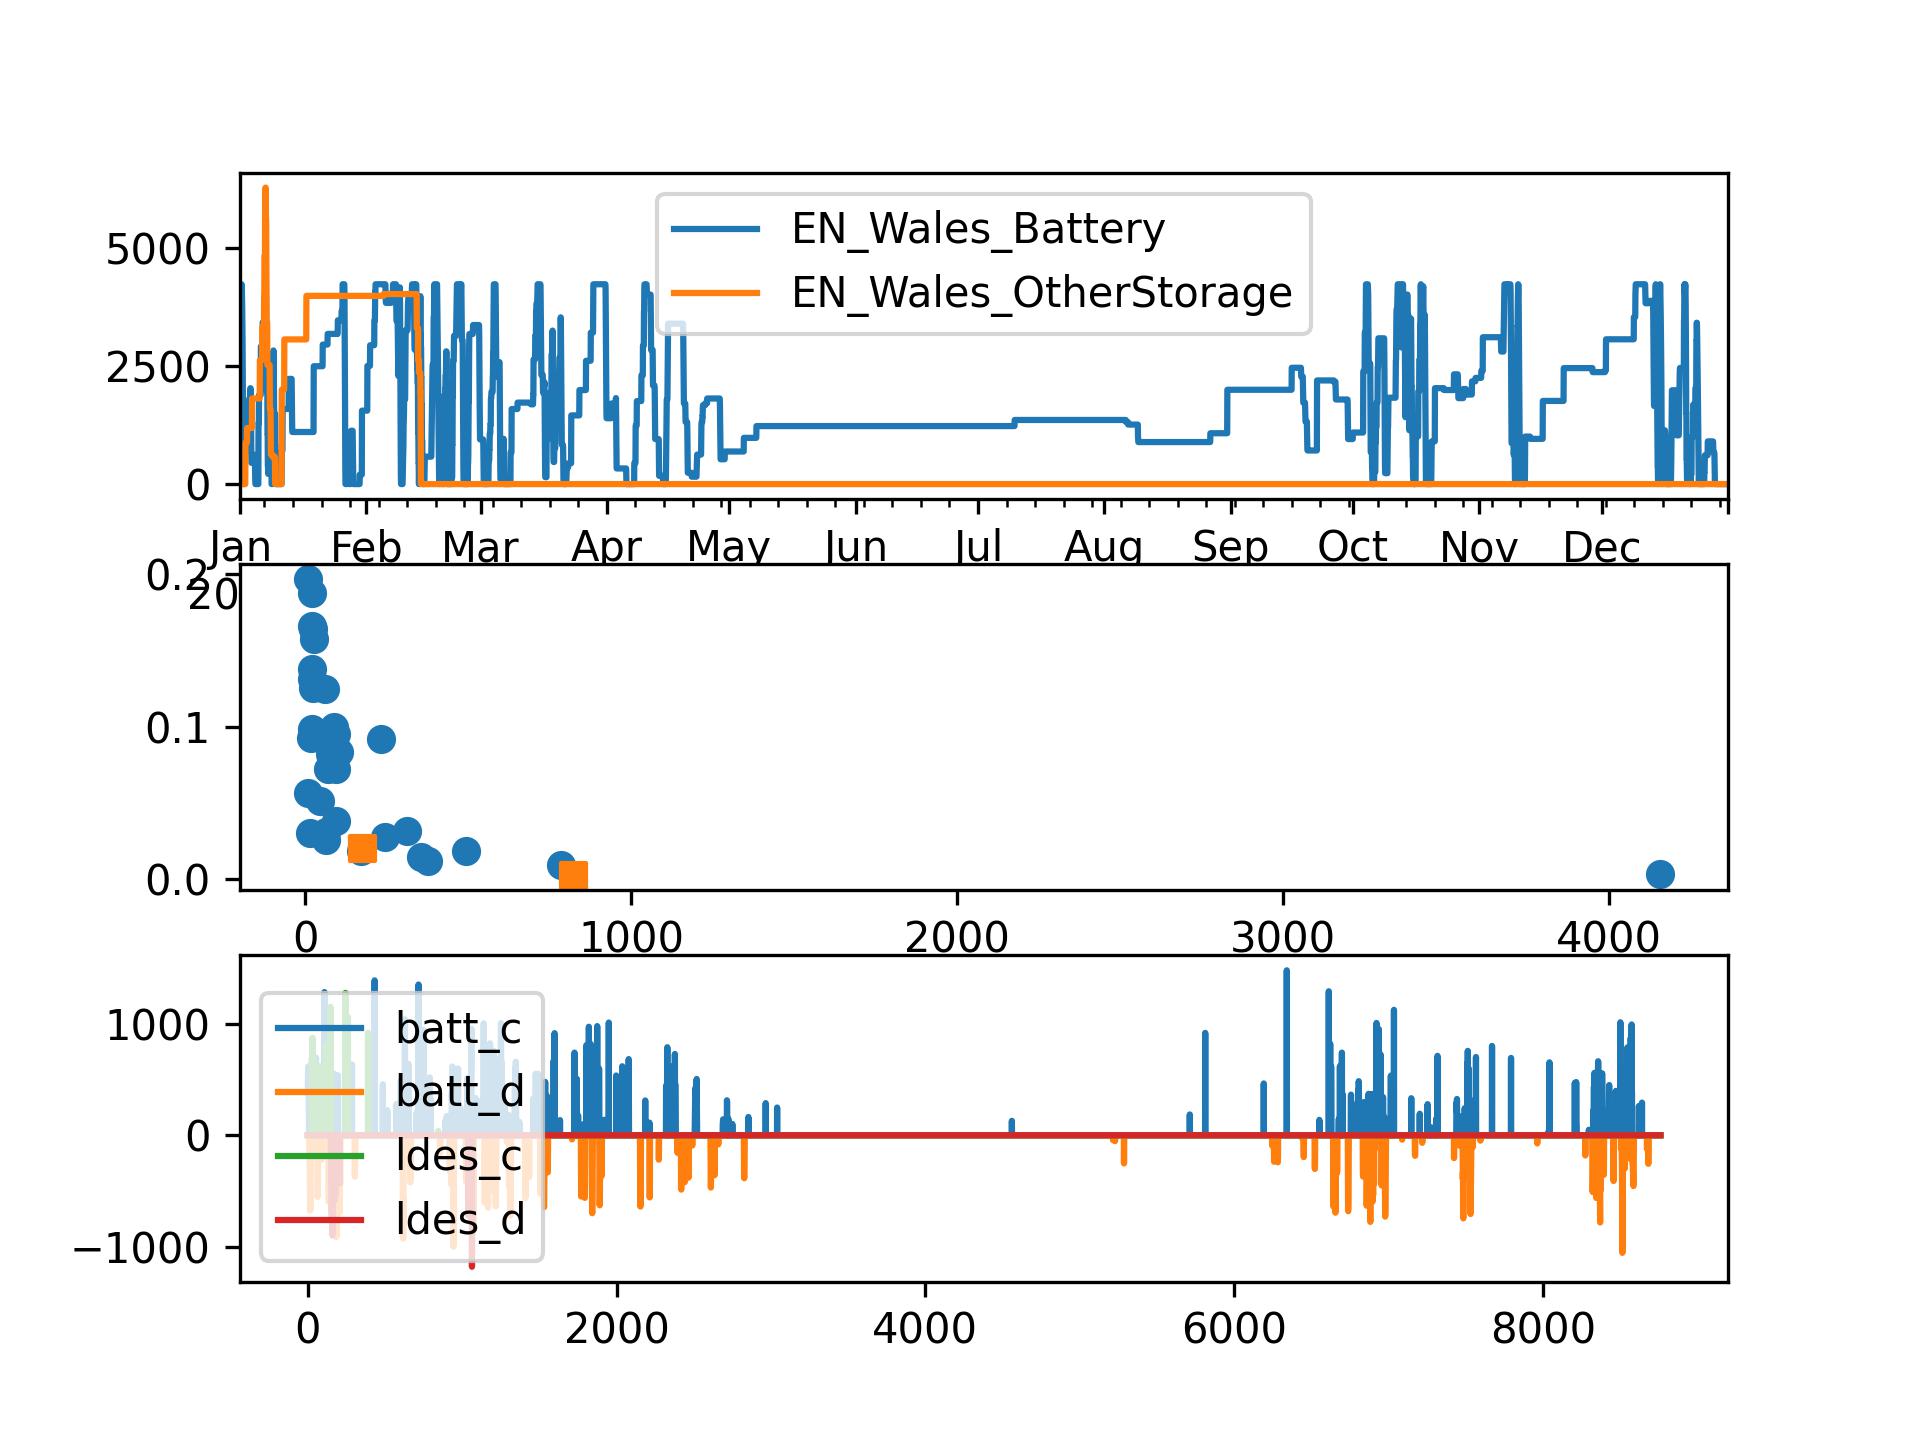 5000
2500
0
EN_Wales_Battery
EN_Wales_OtherStorage
Jan Feb Mar Apr May Jun Jul Aug Sep Oct Nov Dec
20
0.2
0.1
0.0
0 1000 2000 3000 4000
1000
0
−1000
batt_c
batt_d
ldes_c
ldes_d
0 2000 4000 6000 8000